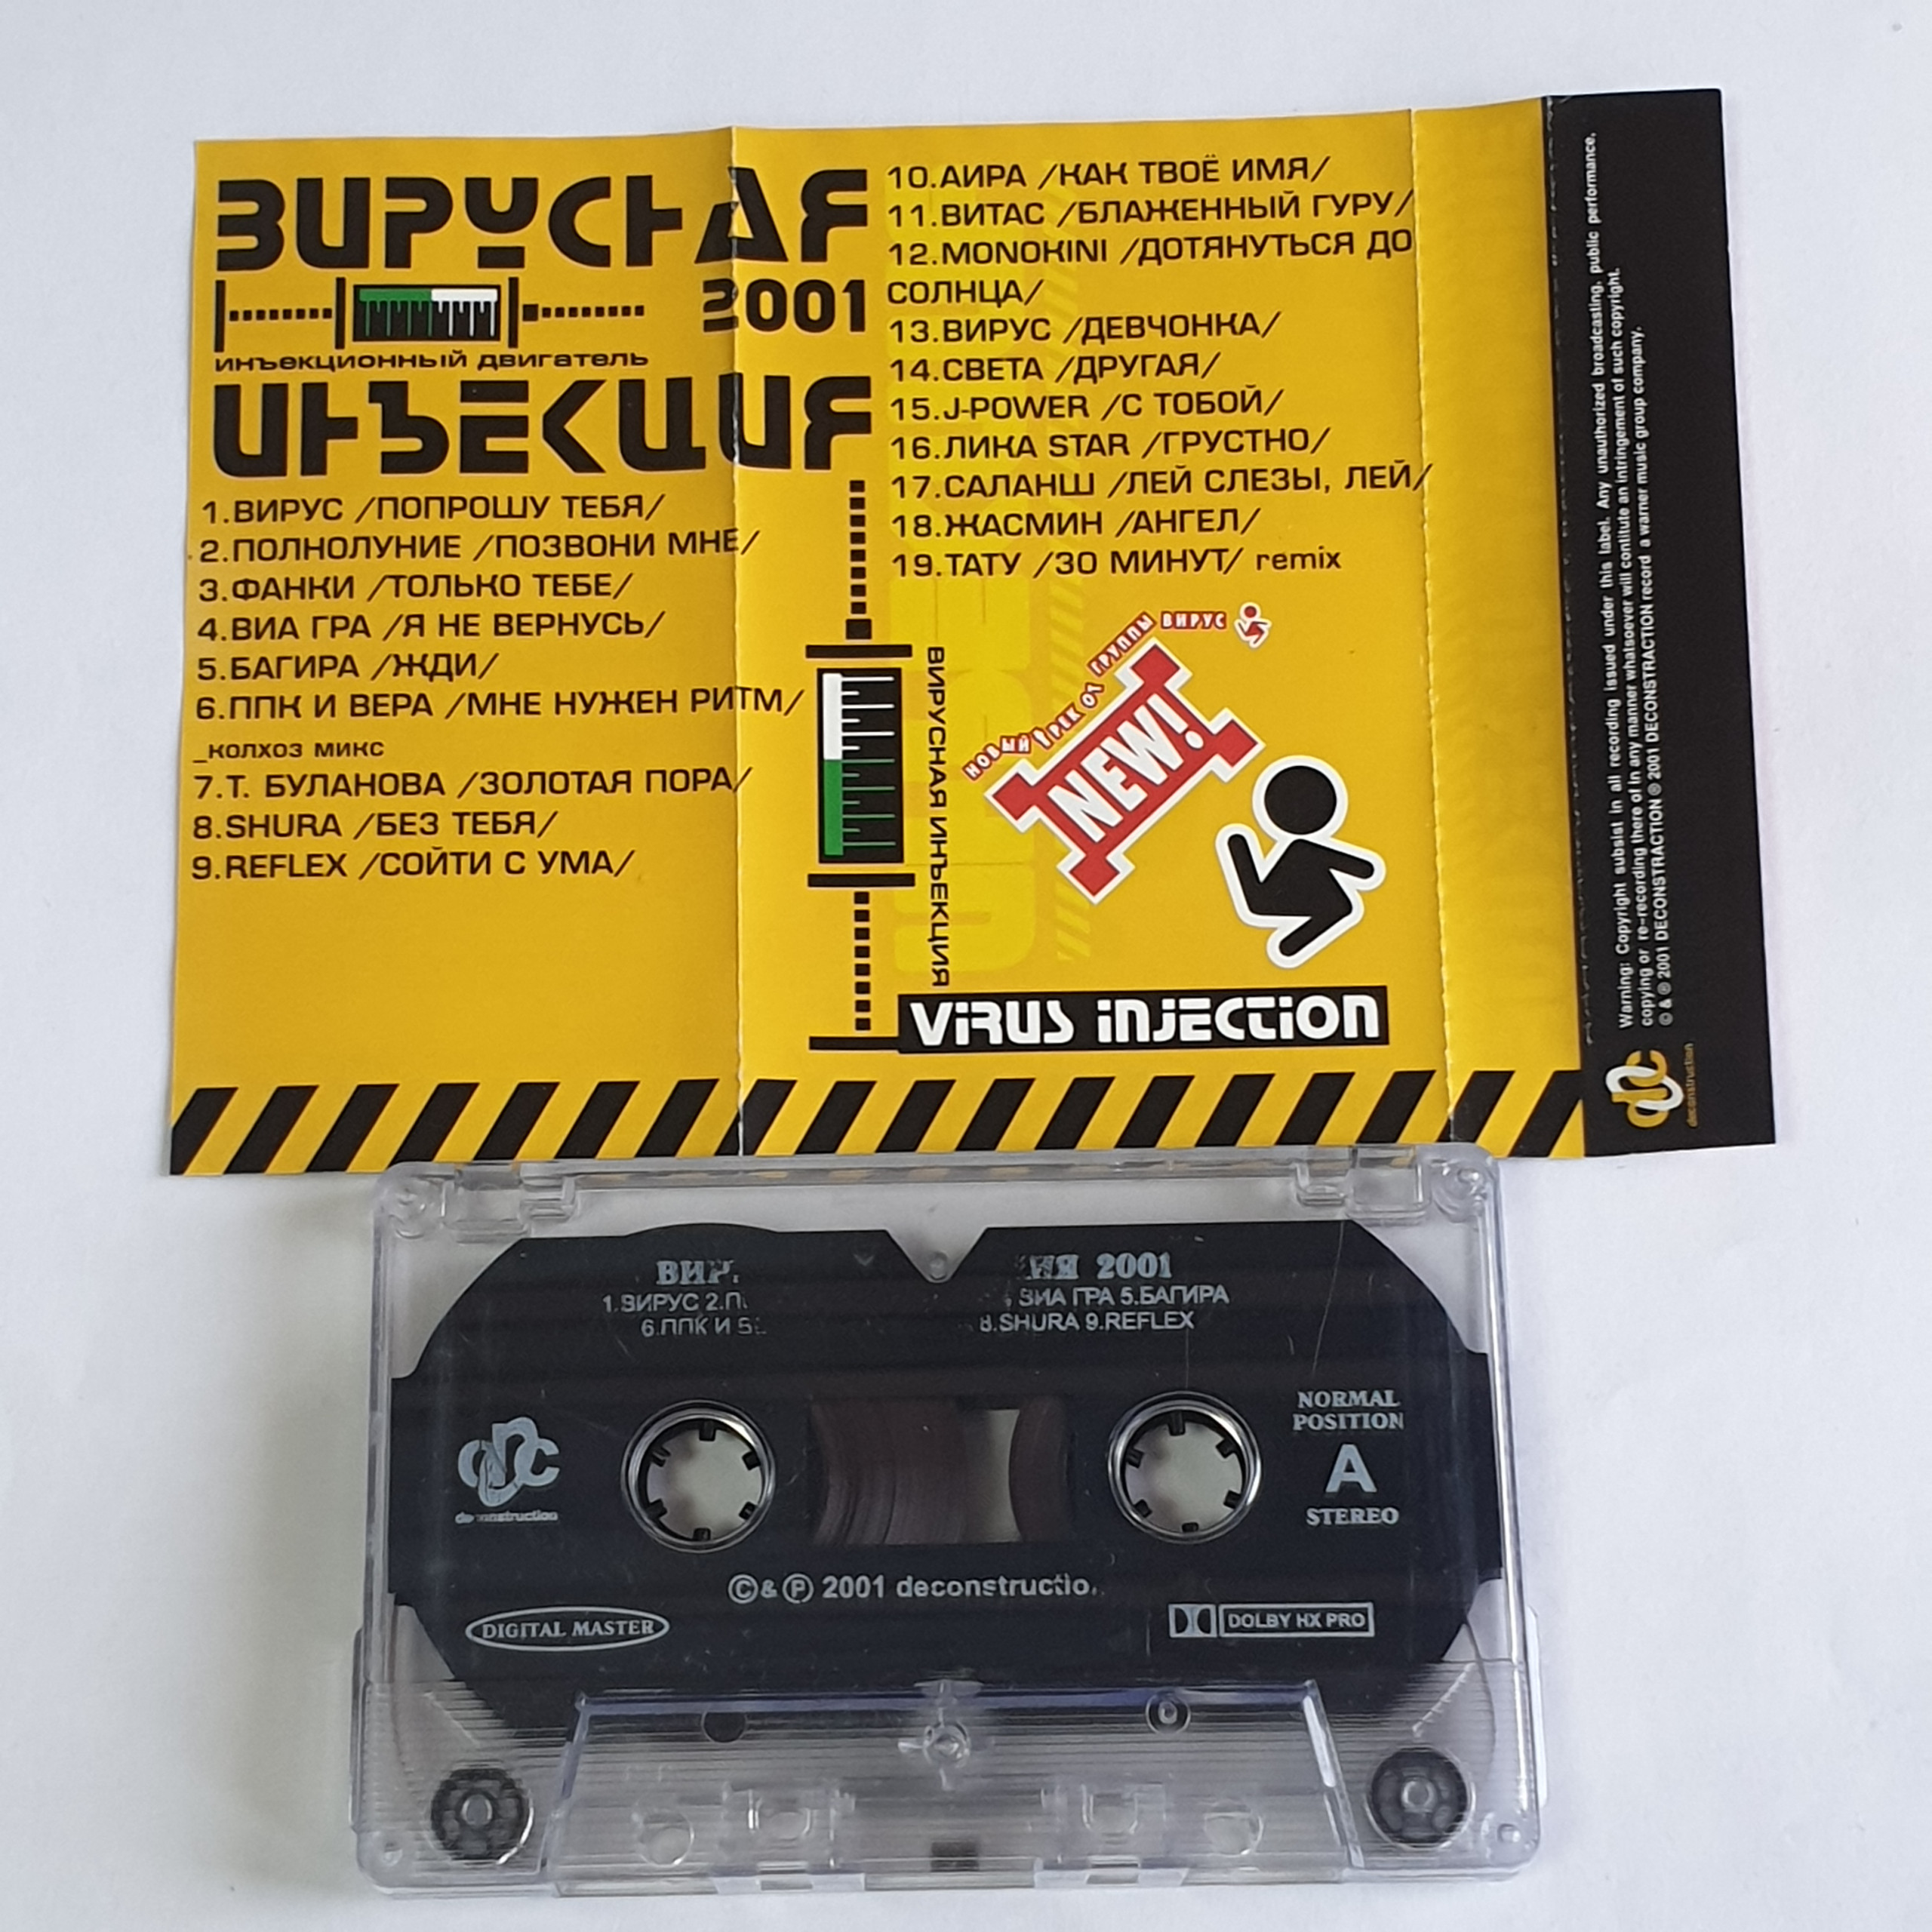 ВИРУСНАЯ
2001
инъекционный двигатель
ИНЪЕКЦИЯ
1.ВИРУС /ПОПРОШУ ТЕБЯ/
2.ПОЛНОЛУНИЕ /ПОЗВОНИ МНЕ/
3.ФАНКИ /ТОЛЬКО ТЕБЕ/
4.ВИА ГРА /Я НЕ ВЕРНУСЬ/
5.БАГИРА /ЖДИ/
6.ППК И ВЕРА /МНЕ НУЖЕН РИТМ/
_колхоз микс
7.Т. БУЛАНОВА /ЗОЛОТАЯ ПОРА/
8.SHURA /БЕЗ ТЕБЯ/
9.REFLEX /СОЙТИ С УМА/
10.АИРА /КАК ТВОЁ ИМЯ/
11.ВИТАС /БЛАЖЕННЫЙ ГУРУ/
12.MONOKINI /ДОТЯНУТЬСЯ ДО
СОЛНЦА/
13.ВИРУС /ДЕВЧОНКА/
14.СВЕТА /ДРУГАЯ/
15.J-POWER /С ТОБОЙ/
16.ЛИКА STAR /ГРУСТНО/
17.САЛАНШ /ЛЕЙ СЛЕЗЫ, ЛЕЙ/
18.ЖАСМИН /АНГЕЛ/
19.ТАТУ /30 МИНУТ/ remix
НОВЫЙ ТРЕК ОТ ГРУППЫ ВИРУС
NEW!
ВИРУСНАЯ ИНЪЕКЦИЯ
VIRUS INJECTION
Warning: Copyright subsist in all recording issued under this label. Any unauthorized broadcasting, public performance,
copying or re-recording there of in any manner whatsoever will contitute an intringement of such copyright.
© & ® 2001 DECONSTRACTION ® 2001 DECONSTRACTION record a warner music group company.
dnc
deconstruction
ВИР
ИЯ 2001
1.ВИРУС 2.П
ВИА ГРА 5.БАГИРА
6.ППК И В
8.SHURA 9.REFLEX
NORMAL
POSITION
A
STEREO
dnc
deconstruction
©&℗ 2001 deconstructio
DIGITAL MASTER
DOLBY HX PRO